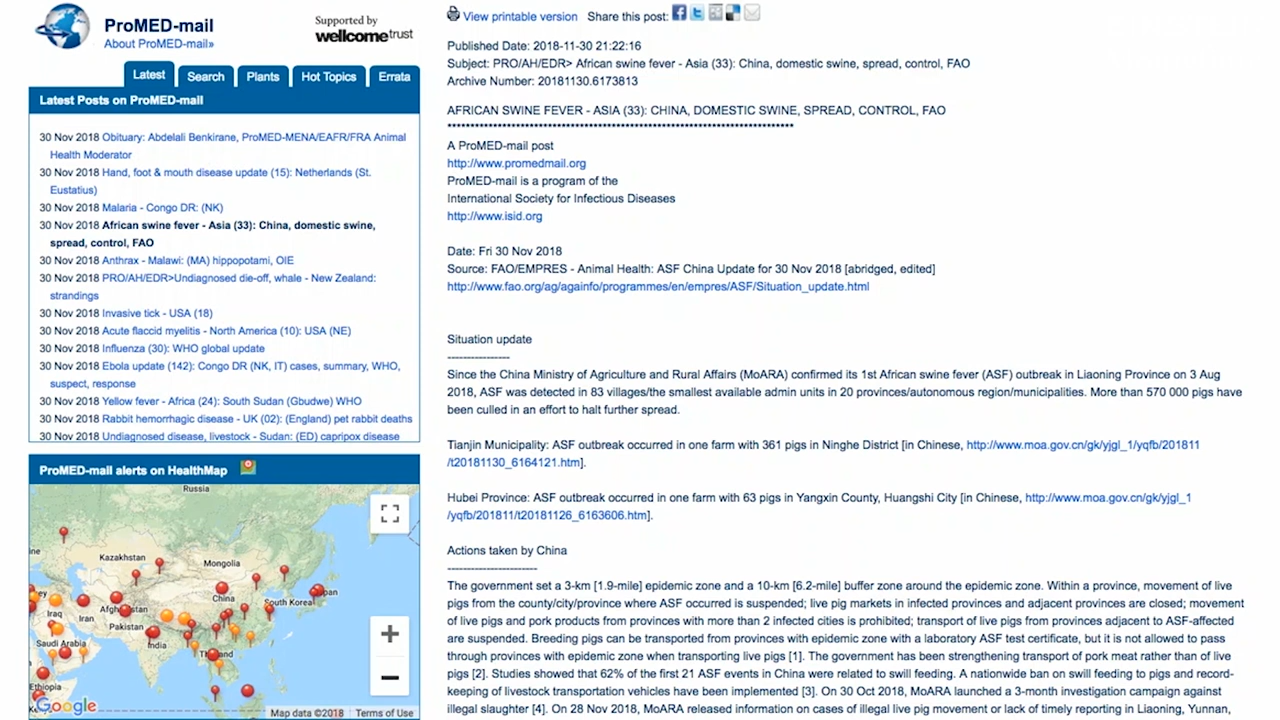 ProMED-mail
About ProMED-mail»
Supported by
wellcometrust
Latest
Search
Plants
Hot Topics
Errata
Latest Posts on ProMED-mail
30 Nov 2018 Obituary: Abdelali Benkirane, ProMED-MENA/EAFR/FRA Animal
Health Moderator
30 Nov 2018 Hand, foot & mouth disease update (15): Netherlands (St.
Eustatius)
30 Nov 2018 Malaria - Congo DR: (NK)
30 Nov 2018 African swine fever - Asia (33): China, domestic swine,
spread, control, FAO
30 Nov 2018 Anthrax - Malawi: (MA) hippopotami, OIE
30 Nov 2018 PRO/AH/EDR>Undiagnosed die-off, whale - New Zealand:
strandings
30 Nov 2018 Invasive tick - USA (18)
30 Nov 2018 Acute flaccid myelitis - North America (10): USA (NE)
30 Nov 2018 Influenza (30): WHO global update
30 Nov 2018 Ebola update (142): Congo DR (NK, IT) cases, summary, WHO,
suspect, response
30 Nov 2018 Yellow fever - Africa (24): South Sudan (Gbudwe) WHO
30 Nov 2018 Rabbit hemorrhagic disease - UK (02): (England) pet rabbit deaths
30 Nov 2018 Undiagnosed disease, livestock - Sudan: (ED) capripox disease
ProMED-mail alerts on HealthMap
Russia
Kazakhstan
Mongolia
China
South Korea
Japan
Afghanistan
Iraq
Iran
Pakistan
India
Saudi Arabia
Thailand
Ethiopia
Google
Map data ©2018
Terms of Use
View printable version Share this post:
Published Date: 2018-11-30 21:22:16
Subject: PRO/AH/EDR> African swine fever - Asia (33): China, domestic swine, spread, control, FAO
Archive Number: 20181130.6173813
AFRICAN SWINE FEVER - ASIA (33): CHINA, DOMESTIC SWINE, SPREAD, CONTROL, FAO
******************************************************************************
A ProMED-mail post
http://www.promedmail.org
ProMED-mail is a program of the
International Society for Infectious Diseases
http://www.isid.org
Date: Fri 30 Nov 2018
Source: FAO/EMPRES - Animal Health: ASF China Update for 30 Nov 2018 [abridged, edited]
http://www.fao.org/ag/againfo/programmes/en/empres/ASF/Situation_update.html
Situation update
----------------
Since the China Ministry of Agriculture and Rural Affairs (MoARA) confirmed its 1st African swine fever (ASF) outbreak in Liaoning Province on 3 Aug
2018, ASF was detected in 83 villages/the smallest available admin units in 20 provinces/autonomous region/municipalities. More than 570 000 pigs have
been culled in an effort to halt further spread.
Tianjin Municipality: ASF outbreak occurred in one farm with 361 pigs in Ninghe District [in Chinese, http://www.moa.gov.cn/gk/yjgl_1/yqfb/201811
/t20181130_6164121.htm].
Hubei Province: ASF outbreak occurred in one farm with 63 pigs in Yangxin County, Huangshi City [in Chinese, http://www.moa.gov.cn/gk/yjgl_1
/yqfb/201811/t20181126_6163606.htm].
Actions taken by China
-----------------------
The government set a 3-km [1.9-mile] epidemic zone and a 10-km [6.2-mile] buffer zone around the epidemic zone. Within a province, movement of live
pigs from the county/city/province where ASF occurred is suspended; live pig markets in infected provinces and adjacent provinces are closed; movement
of live pigs and pork products from provinces with more than 2 infected cities is prohibited; transport of live pigs from provinces adjacent to ASF-affected
are suspended. Breeding pigs can be transported from provinces with epidemic zone with a laboratory ASF test certificate, but it is not allowed to pass
through provinces with epidemic zone when transporting live pigs [1]. The government has been strengthening transport of pork meat rather than of live
pigs [2]. Studies showed that 62% of the first 21 ASF events in China were related to swill feeding. A nationwide ban on swill feeding to pigs and record-
keeping of livestock transportation vehicles have been implemented [3]. On 30 Oct 2018, MoARA launched a 3-month investigation campaign against
illegal slaughter [4]. On 28 Nov 2018, MoARA released information on cases of illegal live pig movement or lack of timely reporting in Liaoning, Yunnan,